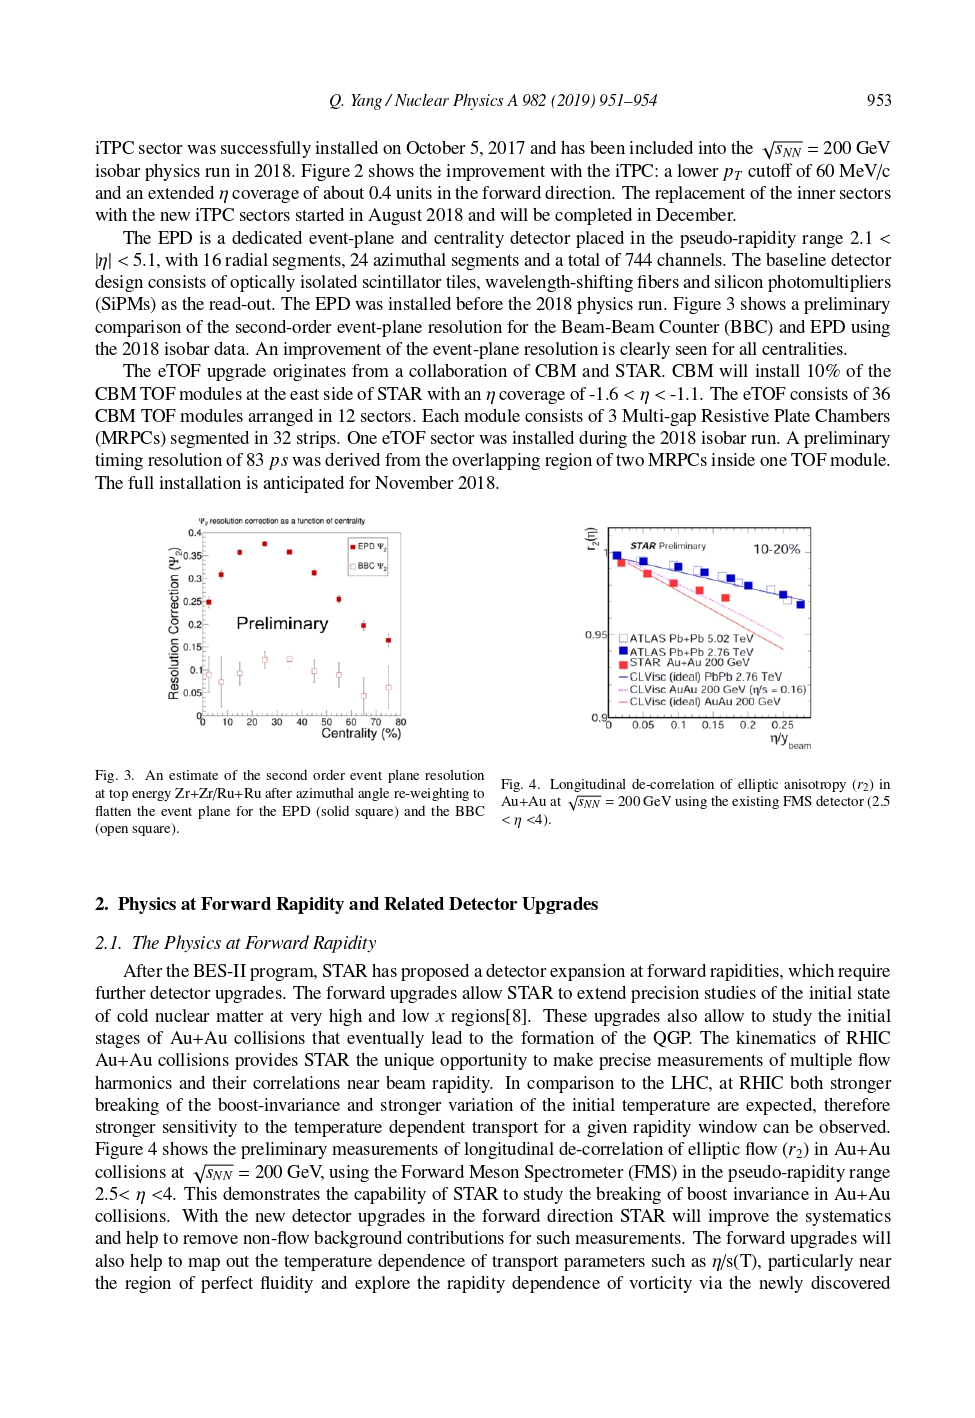 Q. Yang / Nuclear Physics A 982 (2019) 951–954
953
iTPC sector was successfully installed on October 5, 2017 and has been included into the √sNN = 200 GeV
isobar physics run in 2018. Figure 2 shows the improvement with the iTPC: a lower pT cutoff of 60 MeV/c
and an extended η coverage of about 0.4 units in the forward direction. The replacement of the inner sectors
with the new iTPC sectors started in August 2018 and will be completed in December.
The EPD is a dedicated event-plane and centrality detector placed in the pseudo-rapidity range 2.1 <
|η| < 5.1, with 16 radial segments, 24 azimuthal segments and a total of 744 channels. The baseline detector
design consists of optically isolated scintillator tiles, wavelength-shifting fibers and silicon photomultipliers
(SiPMs) as the read-out. The EPD was installed before the 2018 physics run. Figure 3 shows a preliminary
comparison of the second-order event-plane resolution for the Beam-Beam Counter (BBC) and EPD using
the 2018 isobar data. An improvement of the event-plane resolution is clearly seen for all centralities.
The eTOF upgrade originates from a collaboration of CBM and STAR. CBM will install 10% of the
CBM TOF modules at the east side of STAR with an η coverage of -1.6 < η < -1.1. The eTOF consists of 36
CBM TOF modules arranged in 12 sectors. Each module consists of 3 Multi-gap Resistive Plate Chambers
(MRPCs) segmented in 32 strips. One eTOF sector was installed during the 2018 isobar run. A preliminary
timing resolution of 83 ps was derived from the overlapping region of two MRPCs inside one TOF module.
The full installation is anticipated for November 2018.
Ψ2 resolution correction as a function of centrality
Resolution Correction (Ψ2)
0.4
0.35
0.3
0.25
0.2
0.15
0.1
0.05
0
EPD Ψ2
BBC Ψ2
Preliminary
0 10 20 30 40 50 60 70 80
Centrality (%)
r2(η)
STAR Preliminary
10-20%
1
0.95
0.9
ATLAS Pb+Pb 5.02 TeV
ATLAS Pb+Pb 2.76 TeV
STAR Au+Au 200 GeV
CLVisc (ideal) PbPb 2.76 TeV
CLVisc AuAu 200 GeV (η/s = 0.16)
CLVisc (ideal) AuAu 200 GeV
0 0.05 0.1 0.15 0.2 0.25
η/ybeam
Fig. 3. An estimate of the second order event plane resolution
at top energy Zr+Zr/Ru+Ru after azimuthal angle re-weighting to
flatten the event plane for the EPD (solid square) and the BBC
(open square).
Fig. 4. Longitudinal de-correlation of elliptic anisotropy (r2) in
Au+Au at √sNN = 200 GeV using the existing FMS detector (2.5
< η <4).
2. Physics at Forward Rapidity and Related Detector Upgrades
2.1. The Physics at Forward Rapidity
After the BES-II program, STAR has proposed a detector expansion at forward rapidities, which require
further detector upgrades. The forward upgrades allow STAR to extend precision studies of the initial state
of cold nuclear matter at very high and low x regions[8]. These upgrades also allow to study the initial
stages of Au+Au collisions that eventually lead to the formation of the QGP. The kinematics of RHIC
Au+Au collisions provides STAR the unique opportunity to make precise measurements of multiple flow
harmonics and their correlations near beam rapidity. In comparison to the LHC, at RHIC both stronger
breaking of the boost-invariance and stronger variation of the initial temperature are expected, therefore
stronger sensitivity to the temperature dependent transport for a given rapidity window can be observed.
Figure 4 shows the preliminary measurements of longitudinal de-correlation of elliptic flow (r2) in Au+Au
collisions at √sNN = 200 GeV, using the Forward Meson Spectrometer (FMS) in the pseudo-rapidity range
2.5< η <4. This demonstrates the capability of STAR to study the breaking of boost invariance in Au+Au
collisions. With the new detector upgrades in the forward direction STAR will improve the systematics
and help to remove non-flow background contributions for such measurements. The forward upgrades will
also help to map out the temperature dependence of transport parameters such as η/s(T), particularly near
the region of perfect fluidity and explore the rapidity dependence of vorticity via the newly discovered